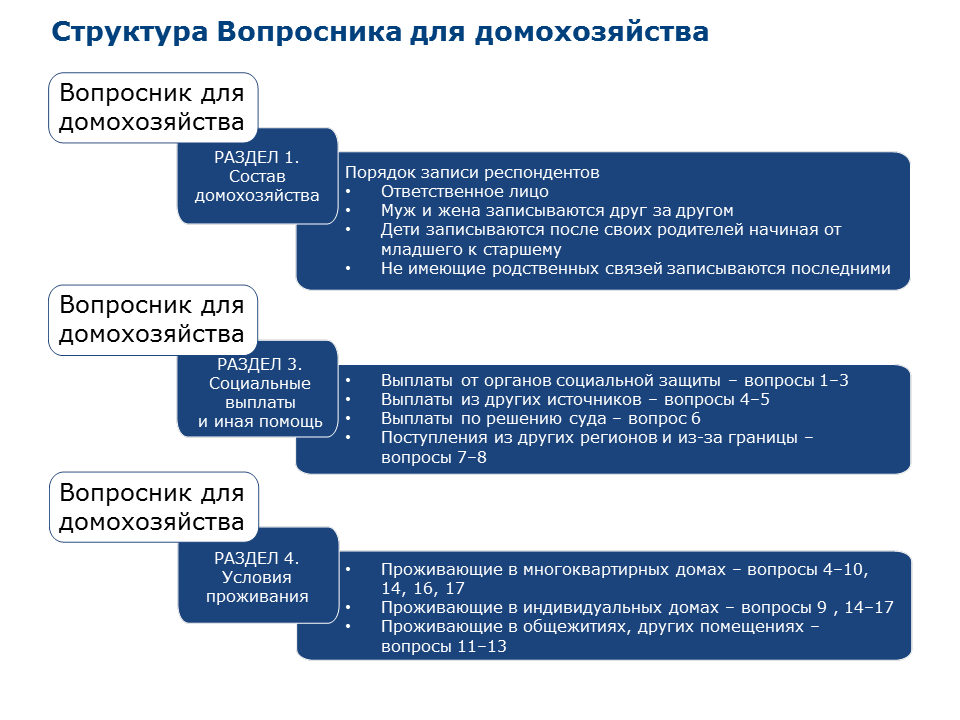 Структура Вопросника для домохозяйства
Вопросник для
домохозяйства
РАЗДЕЛ 1.
Состав
домохозяйства
Порядок записи респондентов
• Ответственное лицо
• Муж и жена записываются друг за другом
• Дети записываются после своих родителей начиная от
младшего к старшему
• Не имеющие родственных связей записываются последними
Вопросник для
домохозяйства
РАЗДЕЛ 3.
Социальные
выплаты
и иная помощь
• Выплаты от органов социальной защиты – вопросы 1–3
• Выплаты из других источников – вопросы 4–5
• Выплаты по решению суда – вопрос 6
• Поступления из других регионов и из-за границы –
вопросы 7–8
Вопросник для
домохозяйства
РАЗДЕЛ 4.
Условия
проживания
• Проживающие в многоквартирных домах – вопросы 4–10,
14, 16, 17
• Проживающие в индивидуальных домах – вопросы 9 , 14–17
• Проживающие в общежитиях, других помещениях –
вопросы 11–13